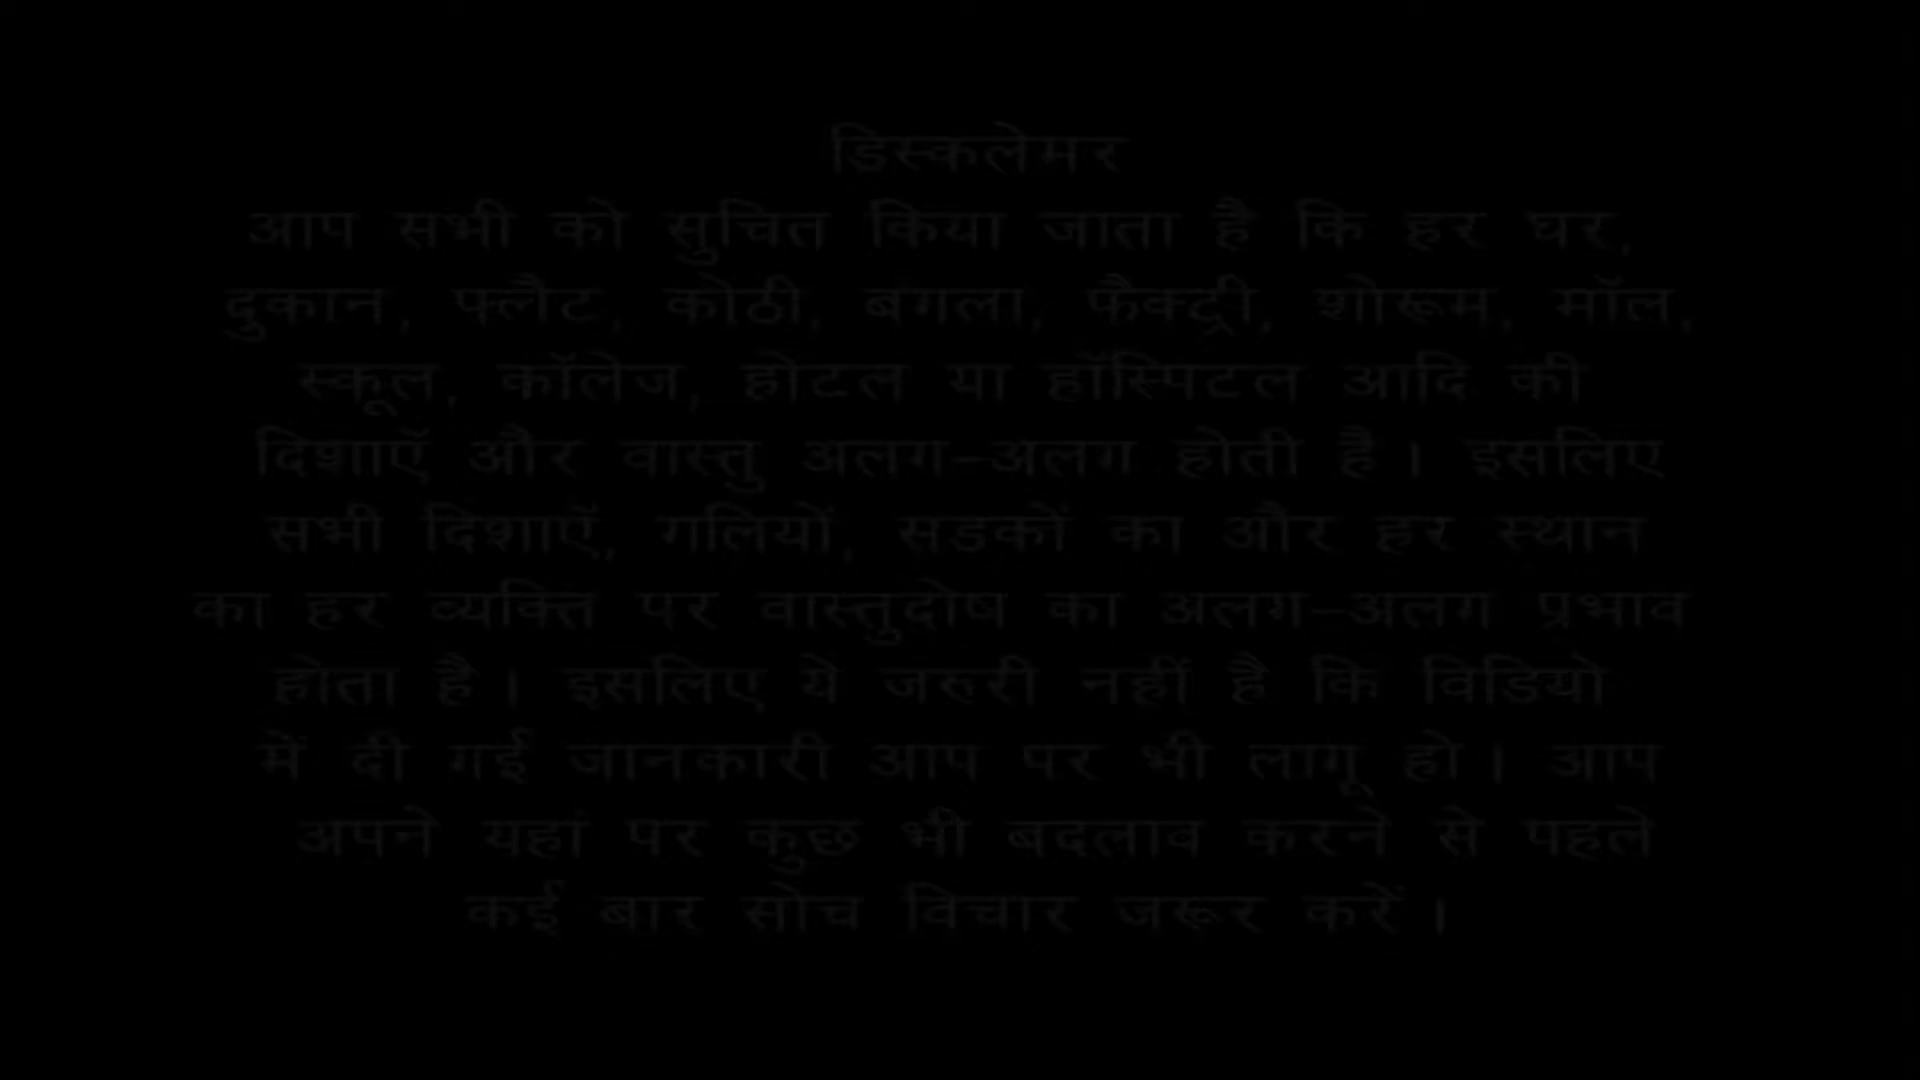 डिस्कलेमर
आप सभी को सुचित किया जाता है कि हर घर,
दुकान, फ्लैट, कोठी, बंगला, फैक्ट्री, शोरूम, मॉल,
स्कूल, कॉलेज, होटल या हॉस्पिटल आदि की
दिशाएं और वास्तु अलग–अलग होती है। इसलिए
सभी दिशाएं, गलियों, सडकों का और हर स्थान
का हर व्यक्ति पर वास्तुदोष का अलग–अलग प्रभाव
होता है। इसलिए ये जरुरी नहीं है कि विडियो
में दी गई जानकारी आप पर भी लागू हो। आप
अपने यहां पर कुछ भी बदलाव करने से पहले
कई बार सोच विचार जरूर करें।